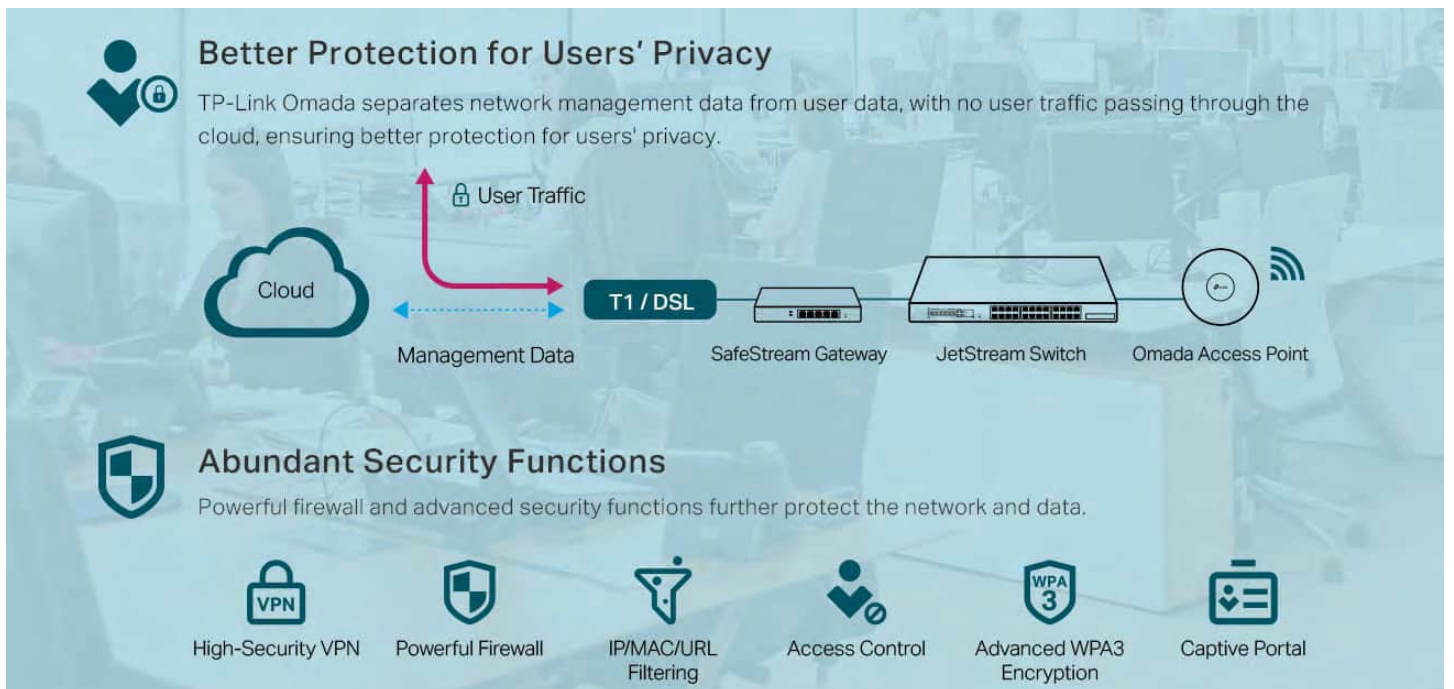 Better Protection for Users' Privacy
TP-Link Omada separates network management data from user data, with no user traffic passing through the
cloud, ensuring better protection for users' privacy.
User Traffic
Cloud
T1 / DSL
Management Data
SafeStream Gateway
JetStream Switch
Omada Access Point
Abundant Security Functions
Powerful firewall and advanced security functions further protect the network and data.
VPN
WPA
3
High-Security VPN
Powerful Firewall
IP/MAC/URL
Filtering
Access Control
Advanced WPA3
Encryption
Captive Portal